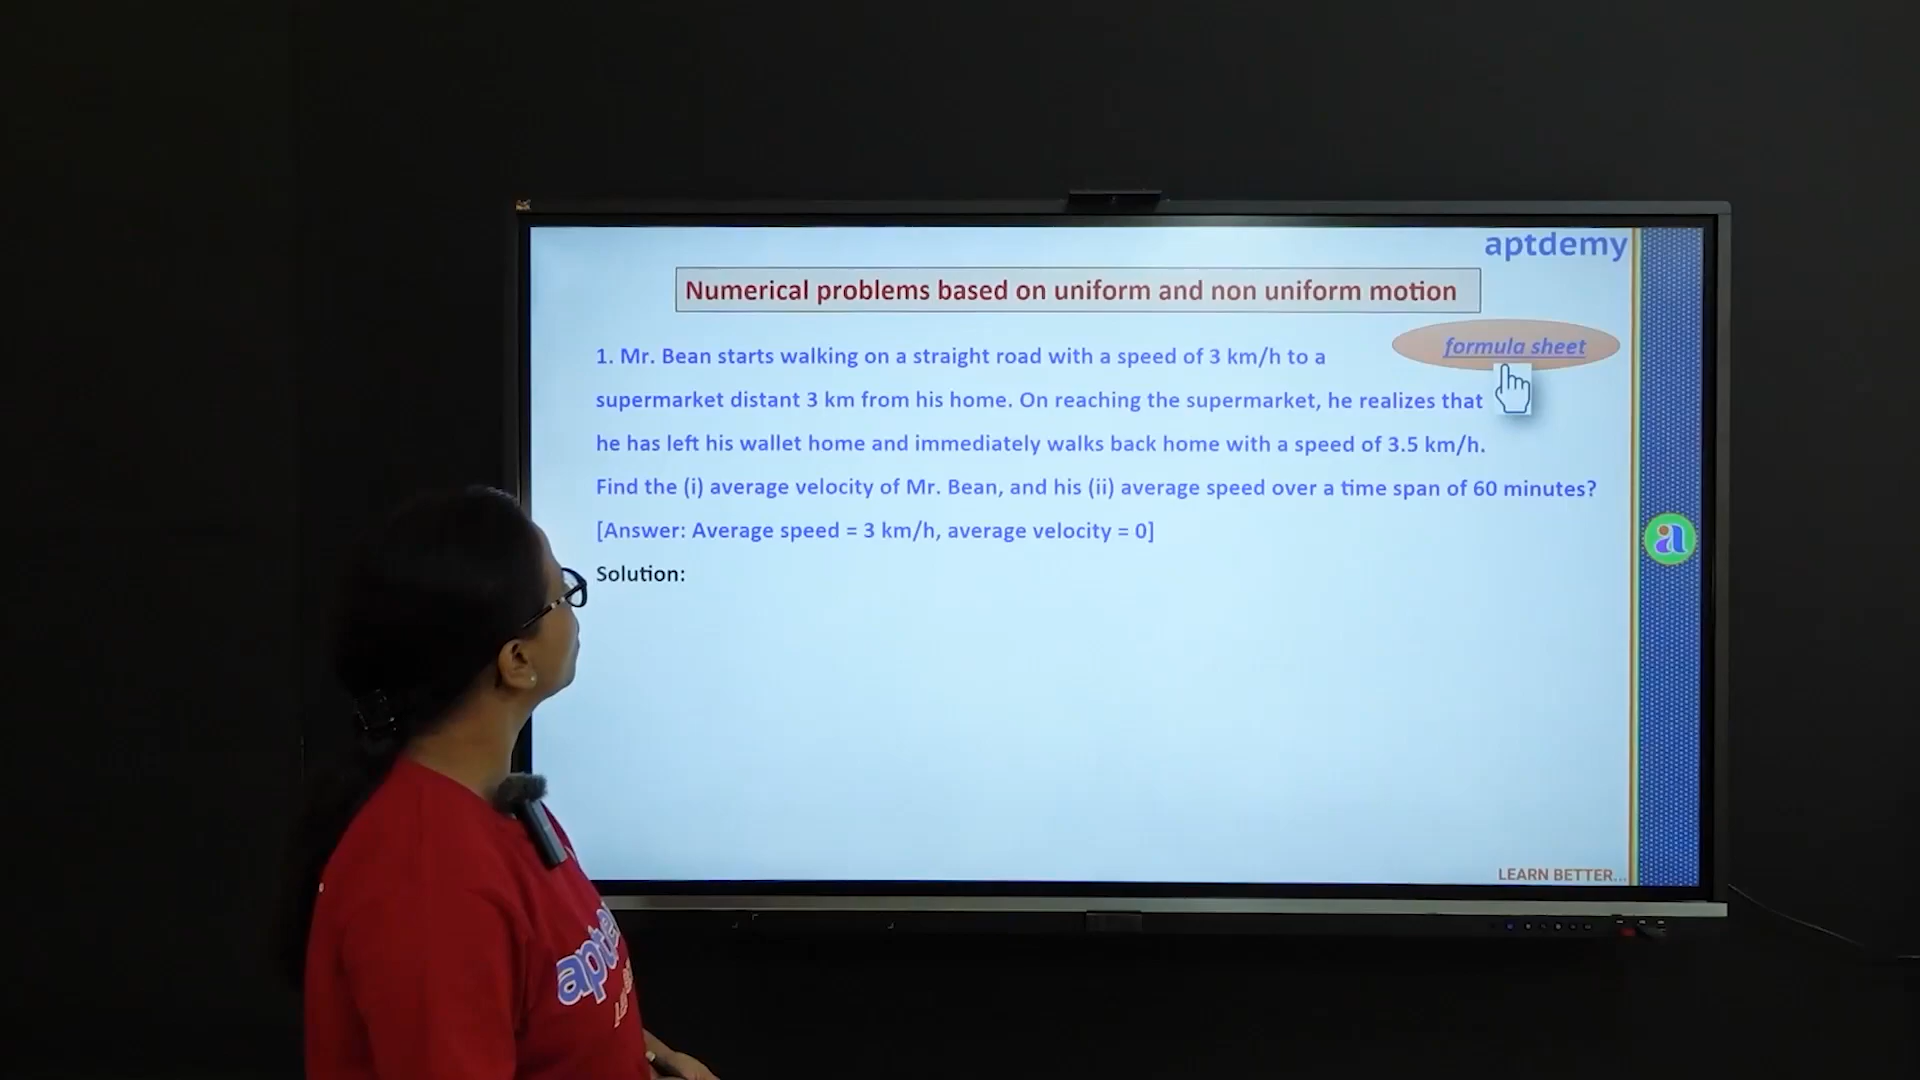 aptdemy
Numerical problems based on uniform and non uniform motion
formula sheet
1. Mr. Bean starts walking on a straight road with a speed of 3 km/h to a
supermarket distant 3 km from his home. On reaching the supermarket, he realizes that
he has left his wallet home and immediately walks back home with a speed of 3.5 km/h.
Find the (i) average velocity of Mr. Bean, and his (ii) average speed over a time span of 60 minutes?
[Answer: Average speed = 3 km/h, average velocity = 0]
Solution:
a
LEARN BETTER...